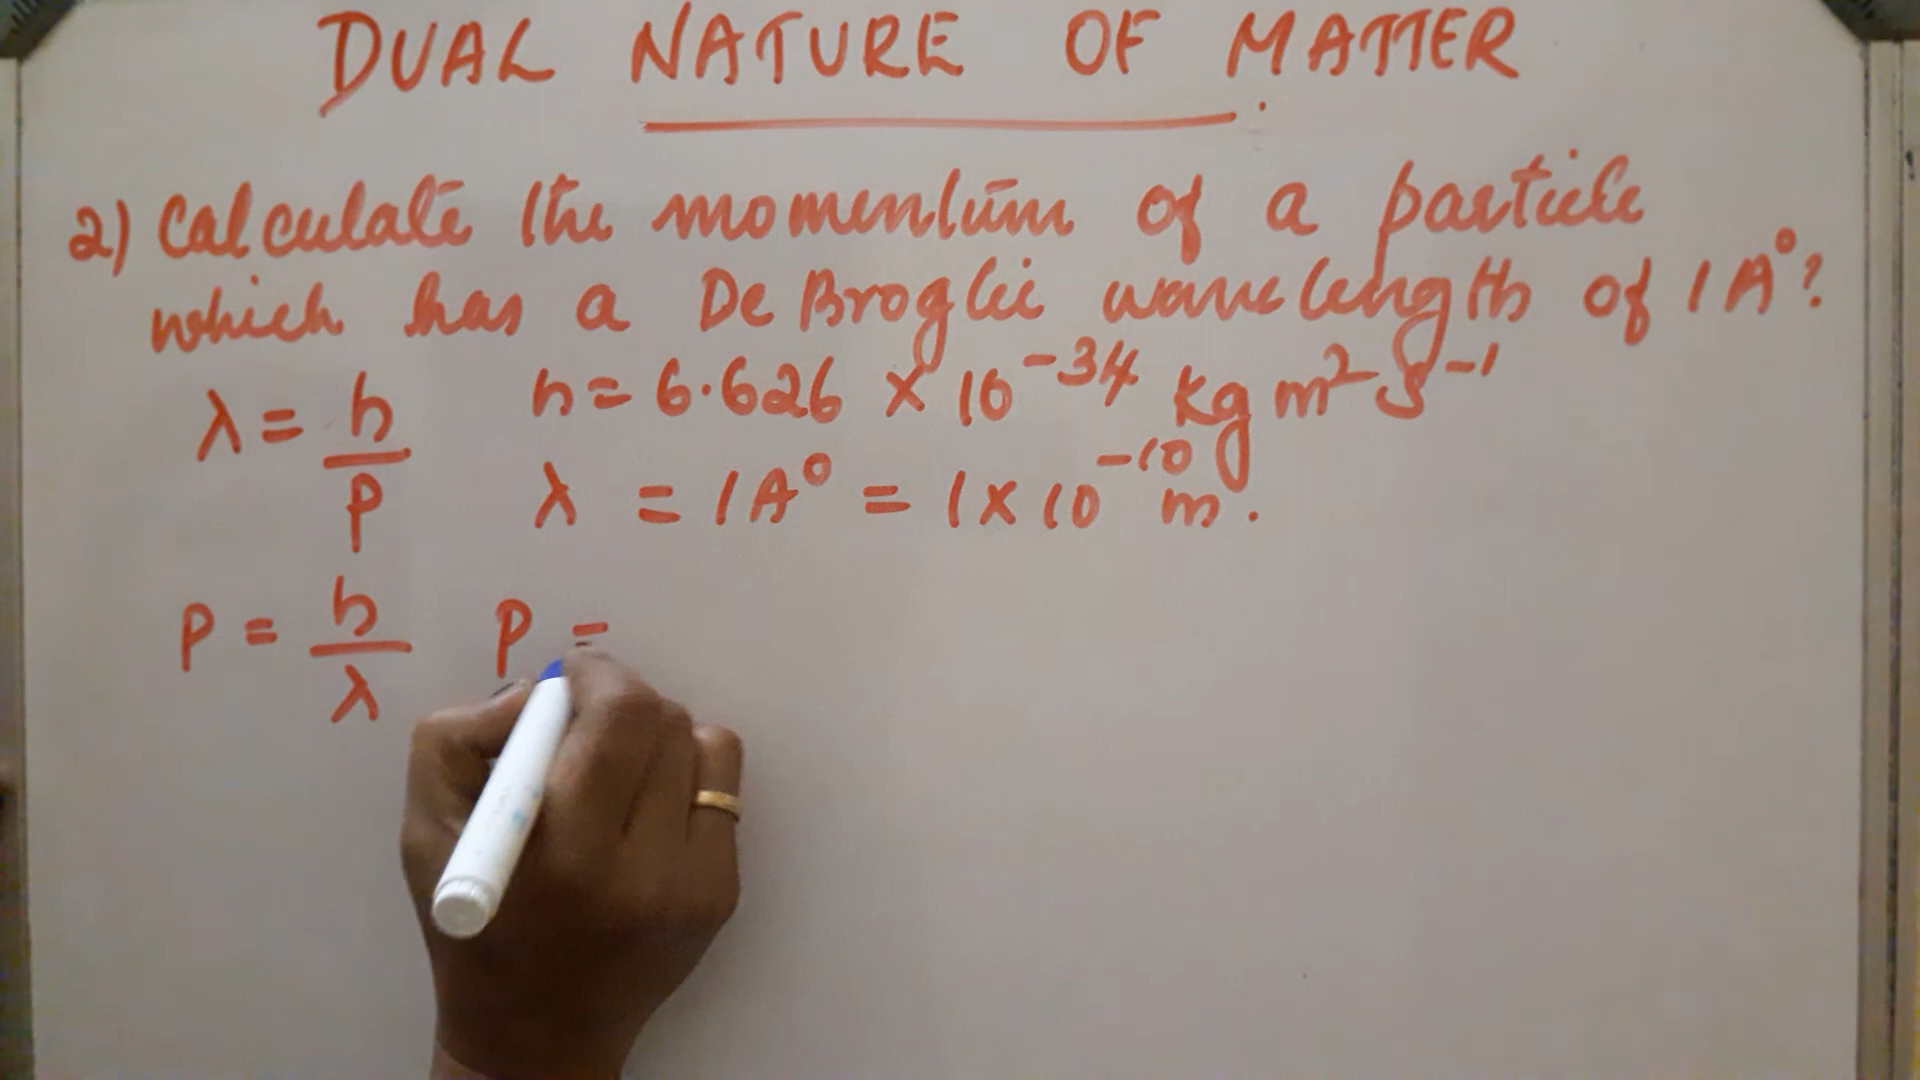 DUAL NATURE OF MATTER
2) Calculate the momentum of a particle
which has a De Broglie wavelength of 1 A°?
λ = h/P h = 6.626 × 10⁻³⁴ kg m² s⁻¹
λ = 1A° = 1 × 10⁻¹⁰ m.
P = h/λ P =